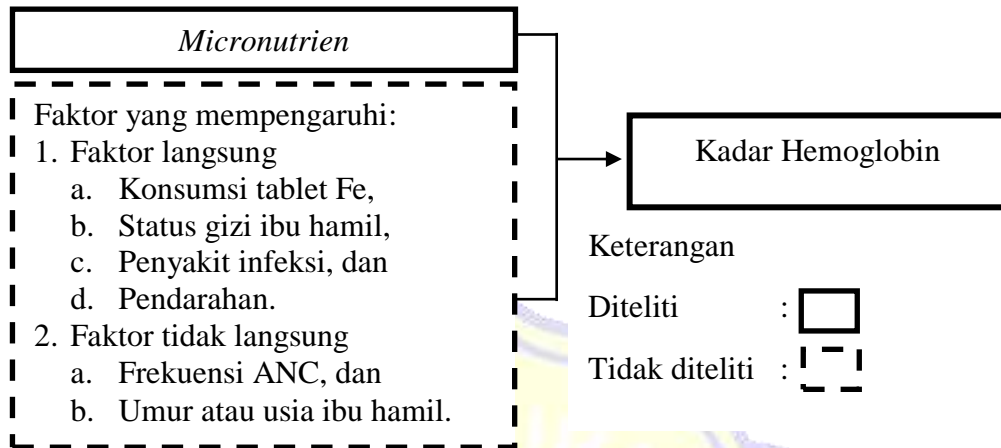 Micronutrien
Faktor yang mempengaruhi:
1. Faktor langsung
a. Konsumsi tablet Fe,
b. Status gizi ibu hamil,
c. Penyakit infeksi, dan
d. Pendarahan.
2. Faktor tidak langsung
a. Frekuensi ANC, dan
b. Umur atau usia ibu hamil.
Kadar Hemoglobin
Keterangan
Diteliti :
Tidak diteliti :